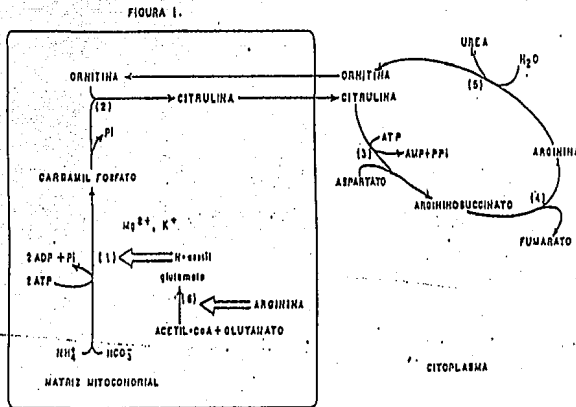 FIGURA I.
ORNITINA
ORNITINA
UREA
H2O
(5)
(2)
CITRULINA
CITRULINA
Pi
ATP
(3)
AMP+PPi
ARGININA
CARBAMIL FOSFATO
ASPARTATO
ARGININOSUCCINATO
(4)
Mg2+, K+
FUMARATO
2 ADP + Pi
(1)
N-acetil
glutamato
2 ATP
(6)
ARGININA
ACETIL-CoA + GLUTAMATO
NH4+
HCO3-
MATRIZ MITOCONDRIAL
CITOPLASMA